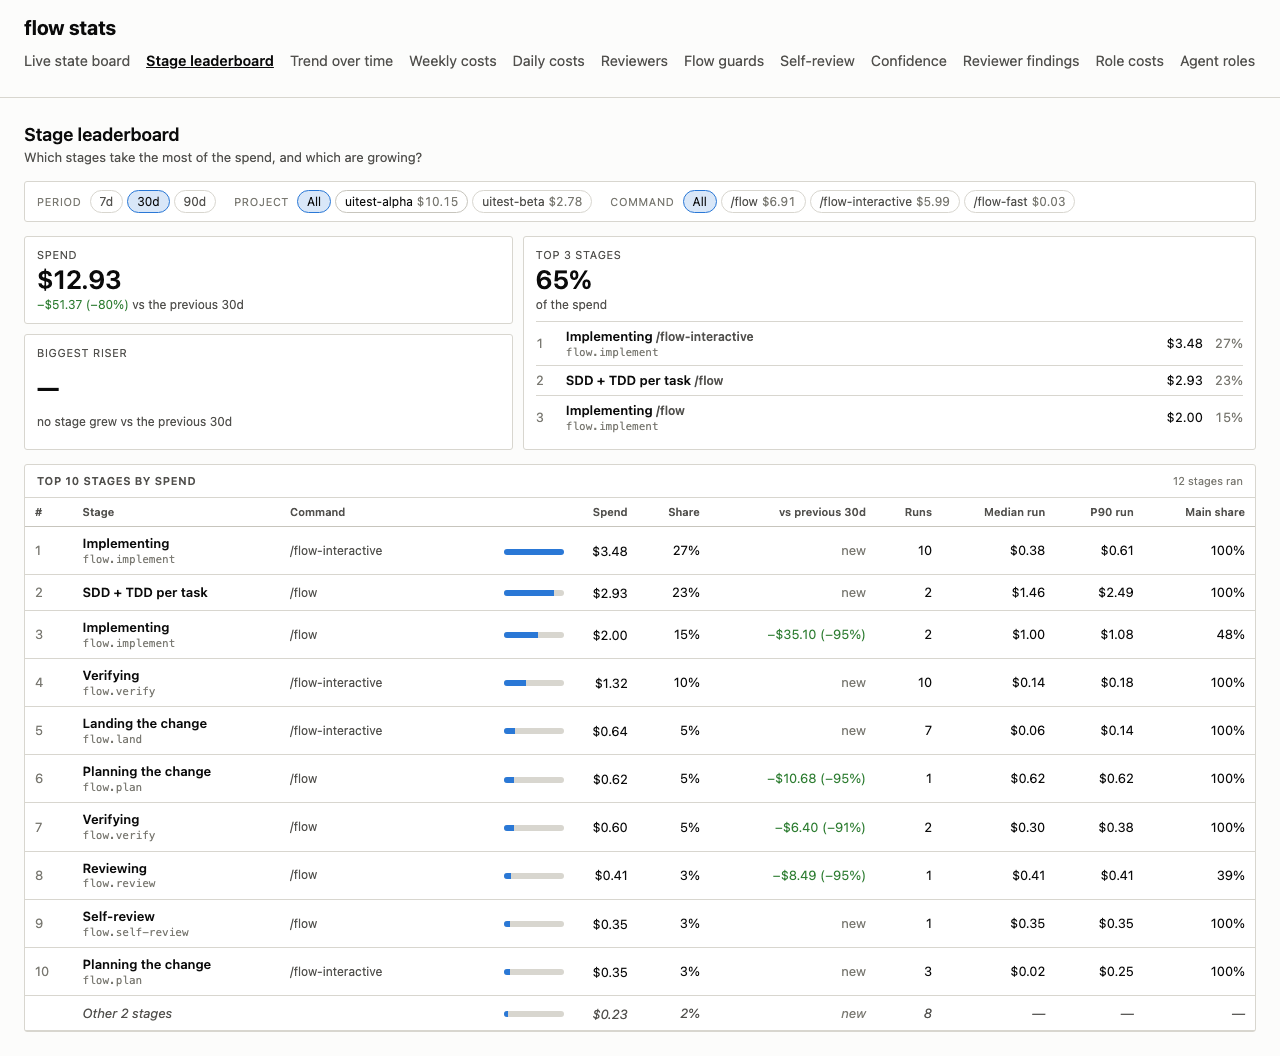 flow stats
Live state board Stage leaderboard Trend over time Weekly costs Daily costs Reviewers Flow guards Self-review Confidence Reviewer findings Role costs Agent roles
Stage leaderboard
Which stages take the most of the spend, and which are growing?
PERIOD 7d 30d 90d PROJECT All uitest-alpha $10.15 uitest-beta $2.78 COMMAND All /flow $6.91 /flow-interactive $5.99 /flow-fast $0.03
SPEND
$12.93
−$51.37 (−80%) vs the previous 30d
BIGGEST RISER
—
no stage grew vs the previous 30d
TOP 3 STAGES
65%
of the spend
1 Implementing /flow-interactive $3.48 27%
flow.implement
2 SDD + TDD per task /flow $2.93 23%
3 Implementing /flow $2.00 15%
flow.implement
TOP 10 STAGES BY SPEND 12 stages ran
# Stage Command Spend Share vs previous 30d Runs Median run P90 run Main share
1 Implementing /flow-interactive $3.48 27% new 10 $0.38 $0.61 100%
flow.implement
2 SDD + TDD per task /flow $2.93 23% new 2 $1.46 $2.49 100%
3 Implementing /flow $2.00 15% −$35.10 (−95%) 2 $1.00 $1.08 48%
flow.implement
4 Verifying /flow-interactive $1.32 10% new 10 $0.14 $0.18 100%
flow.verify
5 Landing the change /flow-interactive $0.64 5% new 7 $0.06 $0.14 100%
flow.land
6 Planning the change /flow $0.62 5% −$10.68 (−95%) 1 $0.62 $0.62 100%
flow.plan
7 Verifying /flow $0.60 5% −$6.40 (−91%) 2 $0.30 $0.38 100%
flow.verify
8 Reviewing /flow $0.41 3% −$8.49 (−95%) 1 $0.41 $0.41 39%
flow.review
9 Self-review /flow $0.35 3% new 1 $0.35 $0.35 100%
flow.self-review
10 Planning the change /flow-interactive $0.35 3% new 3 $0.02 $0.25 100%
flow.plan
Other 2 stages $0.23 2% new 8 — — —